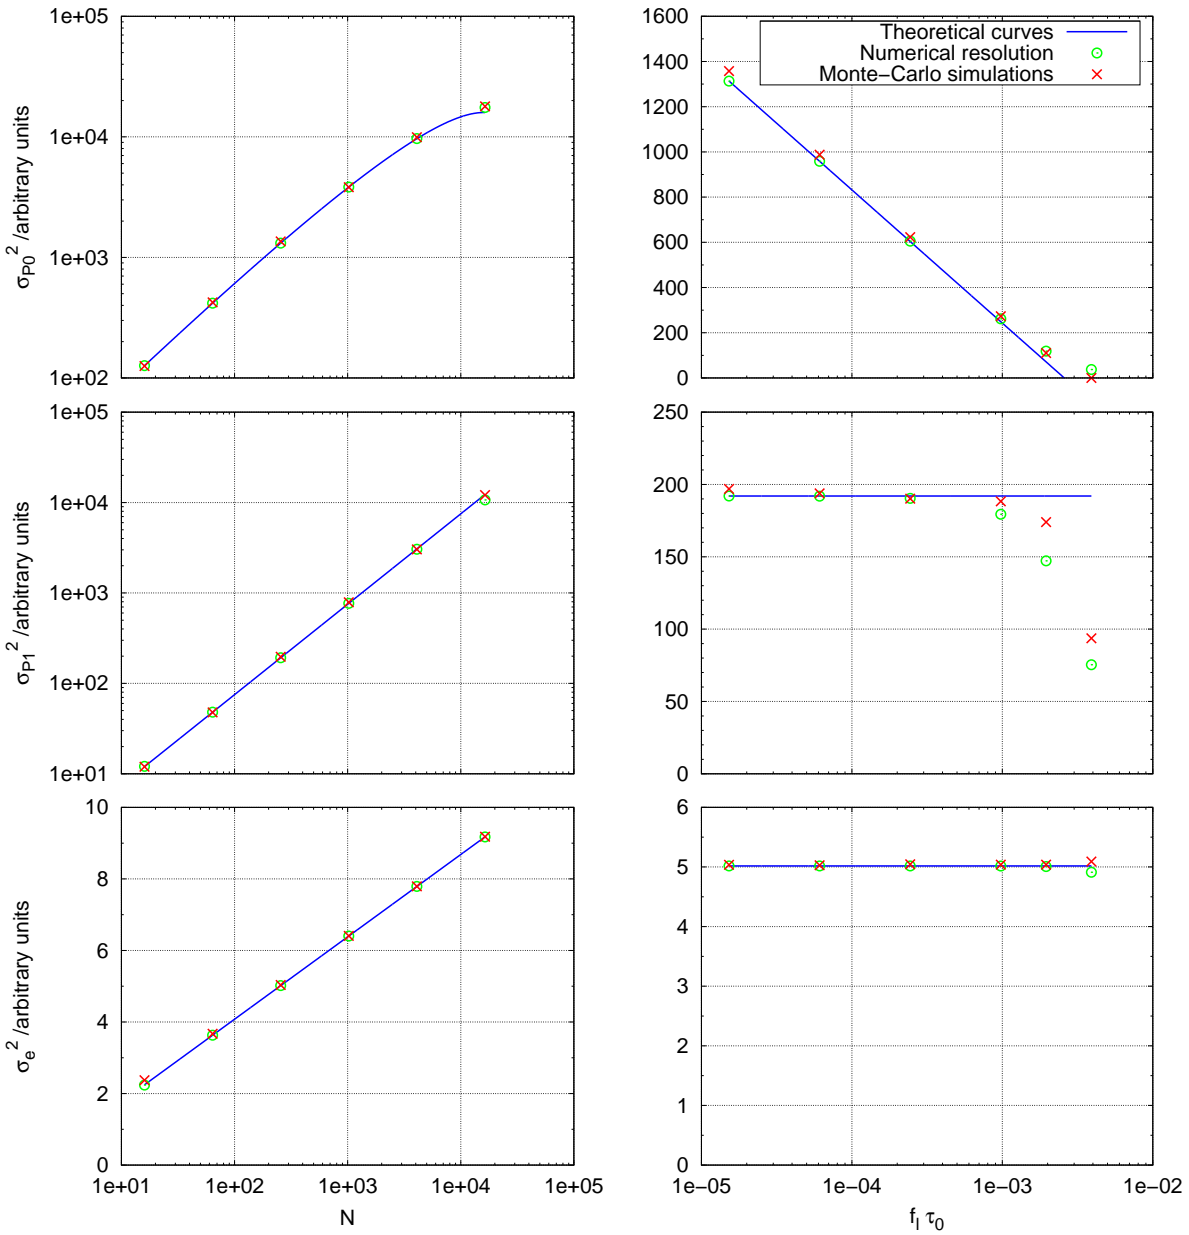 1e+05
1e+04
1e+03
1e+02
σP0² /arbitrary units
1600
1400
1200
1000
800
600
400
200
0
Theoretical curves
Numerical resolution
Monte−Carlo simulations
1e+05
1e+04
1e+03
1e+02
1e+01
σP1² /arbitrary units
250
200
150
100
50
0
10
8
6
4
2
0
σe² /arbitrary units
1e+01 1e+02 1e+03 1e+04 1e+05
N
6
5
4
3
2
1
0
1e−05 1e−04 1e−03 1e−02
fl τ0